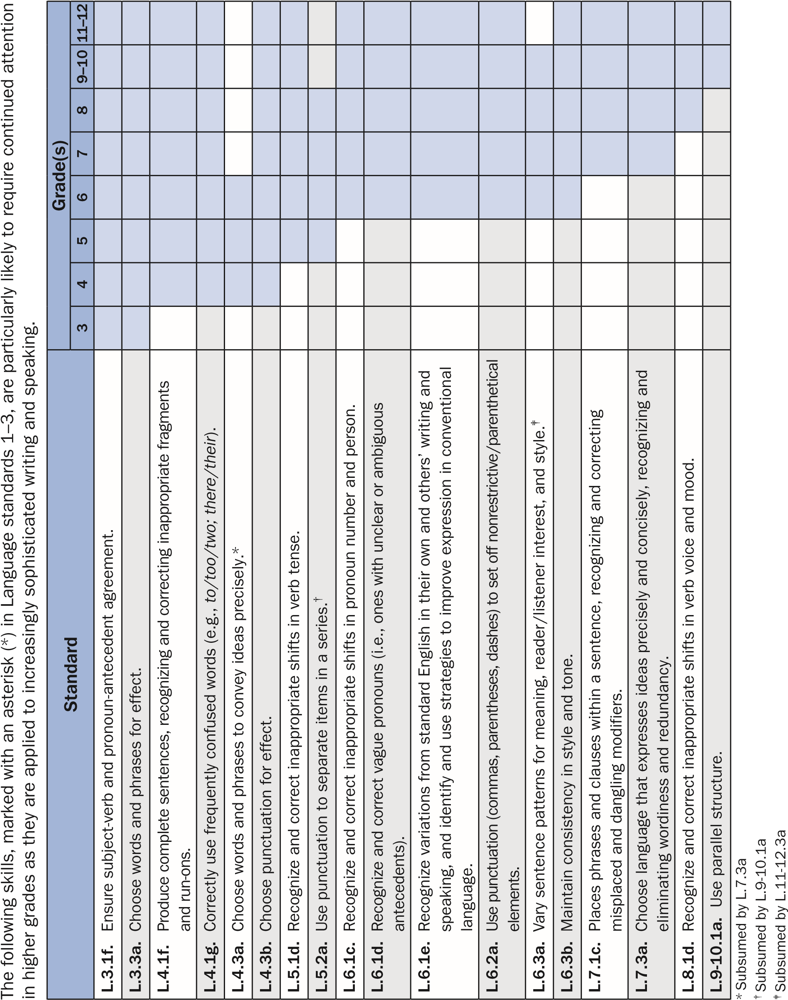 The following skills, marked with an asterisk (*) in Language standards 1–3, are particularly likely to require continued attention
in higher grades as they are applied to increasingly sophisticated writing and speaking.
Standard
Grade(s)
3 4 5 6 7 8 9–10 11–12
L.3.1f. Ensure subject-verb and pronoun-antecedent agreement.
L.3.3a. Choose words and phrases for effect.
L.4.1f. Produce complete sentences, recognizing and correcting inappropriate fragments
and run-ons.
L.4.1g. Correctly use frequently confused words (e.g., to/too/two; there/their).
L.4.3a. Choose words and phrases to convey ideas precisely.*
L.4.3b. Choose punctuation for effect.
L.5.1d. Recognize and correct inappropriate shifts in verb tense.
L.5.2a. Use punctuation to separate items in a series.†
L.6.1c. Recognize and correct inappropriate shifts in pronoun number and person.
L.6.1d. Recognize and correct vague pronouns (i.e., ones with unclear or ambiguous
antecedents).
L.6.1e. Recognize variations from standard English in their own and others’ writing and
speaking, and identify and use strategies to improve expression in conventional
language.
L.6.2a. Use punctuation (commas, parentheses, dashes) to set off nonrestrictive/parenthetical
elements.
L.6.3a. Vary sentence patterns for meaning, reader/listener interest, and style.‡
L.6.3b. Maintain consistency in style and tone.
L.7.1c. Places phrases and clauses within a sentence, recognizing and correcting
misplaced and dangling modifiers.
L.7.3a. Choose language that expresses ideas precisely and concisely, recognizing and
eliminating wordiness and redundancy.
L.8.1d. Recognize and correct inappropriate shifts in verb voice and mood.
L.9-10.1a. Use parallel structure.
* Subsumed by L.7.3a
† Subsumed by L.9-10.1a
‡ Subsumed by L.11-12.3a